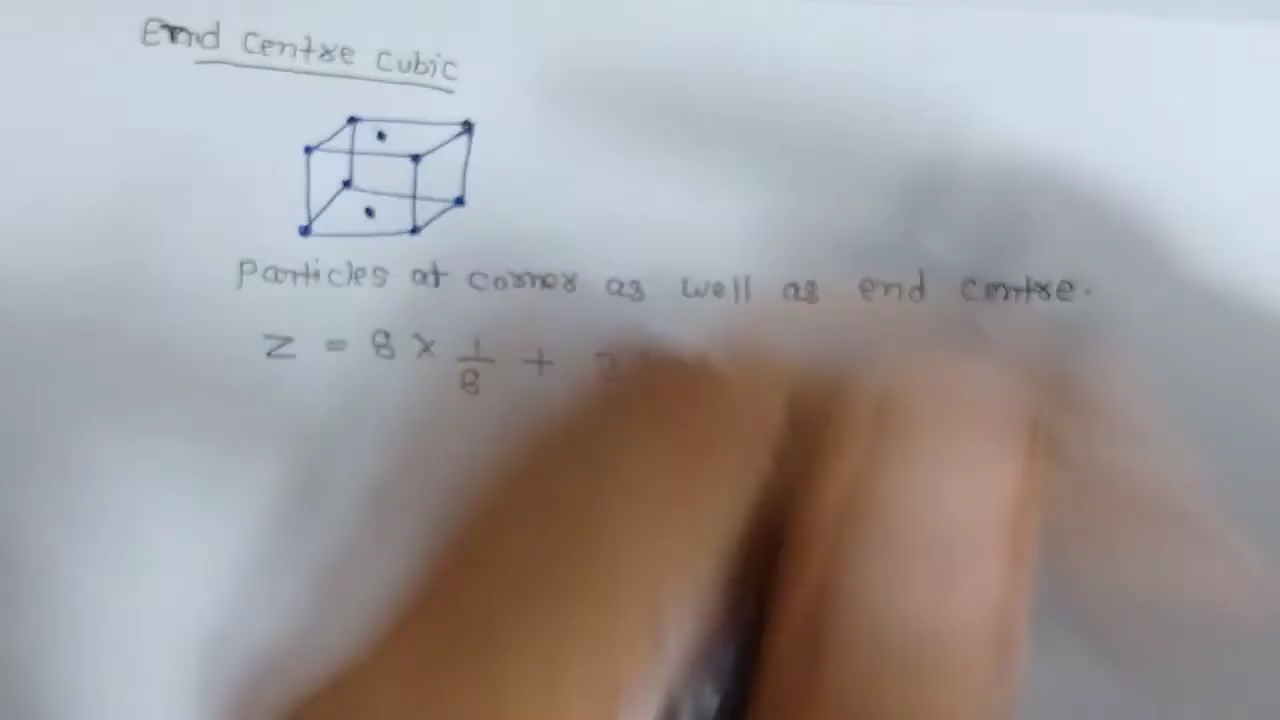 End Centre Cubic
Particles at corner as well as end centre.
Z = 8 × 1/8 +